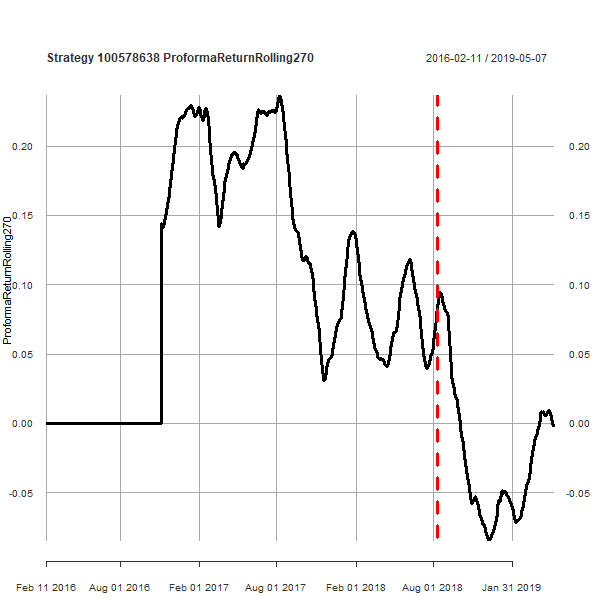 Strategy 100578638 ProformaReturnRolling270
2016-02-11 / 2019-05-07
ProformaReturnRolling270
0.20 0.20
0.15 0.15
0.10 0.10
0.05 0.05
0.00 0.00
-0.05 -0.05
Feb 11 2016 Aug 01 2016 Feb 01 2017 Aug 01 2017 Feb 01 2018 Aug 01 2018 Jan 31 2019